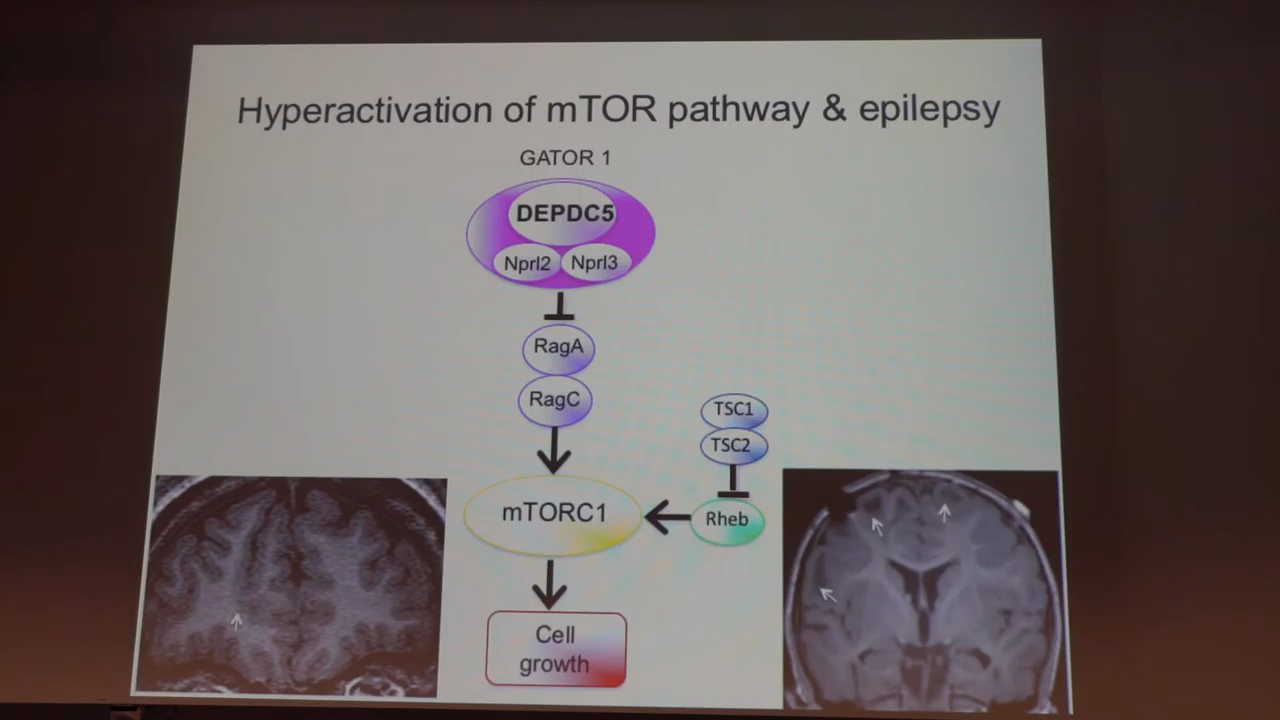 Hyperactivation of mTOR pathway & epilepsy
GATOR 1
DEPDC5
Nprl2 Nprl3
RagA
RagC
TSC1
TSC2
mTORC1
Rheb
Cell
growth